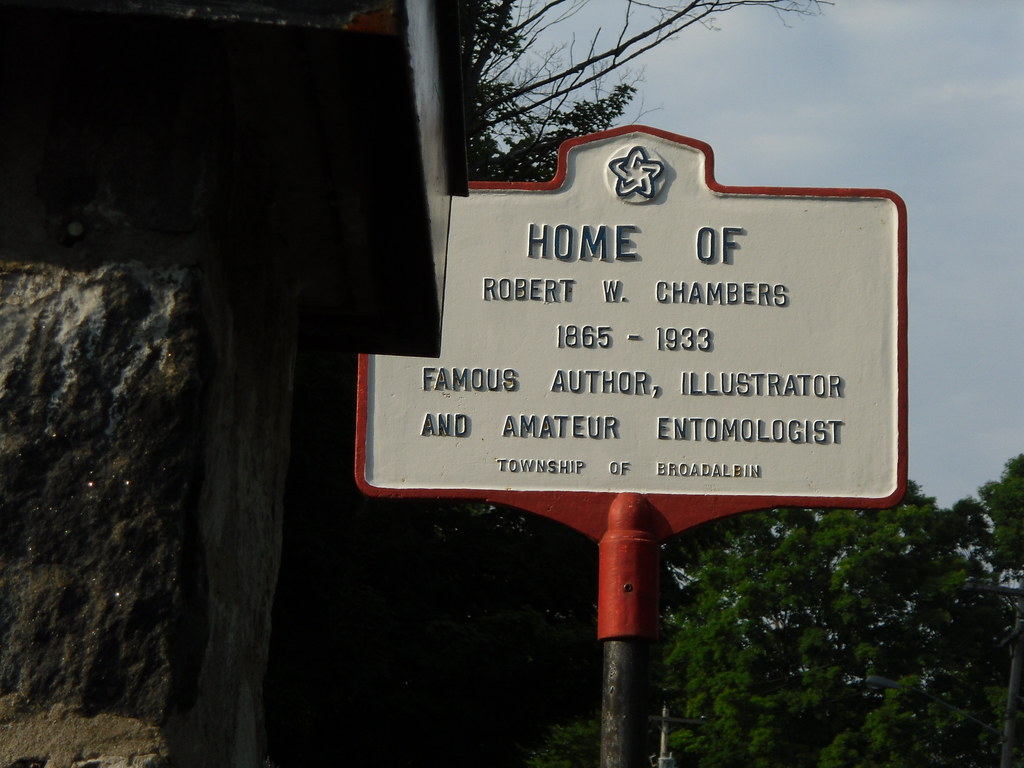 HOME OF
ROBERT W. CHAMBERS
1865 - 1933
FAMOUS AUTHOR, ILLUSTRATOR
AND AMATEUR ENTOMOLOGIST
TOWNSHIP OF BROADALBIN